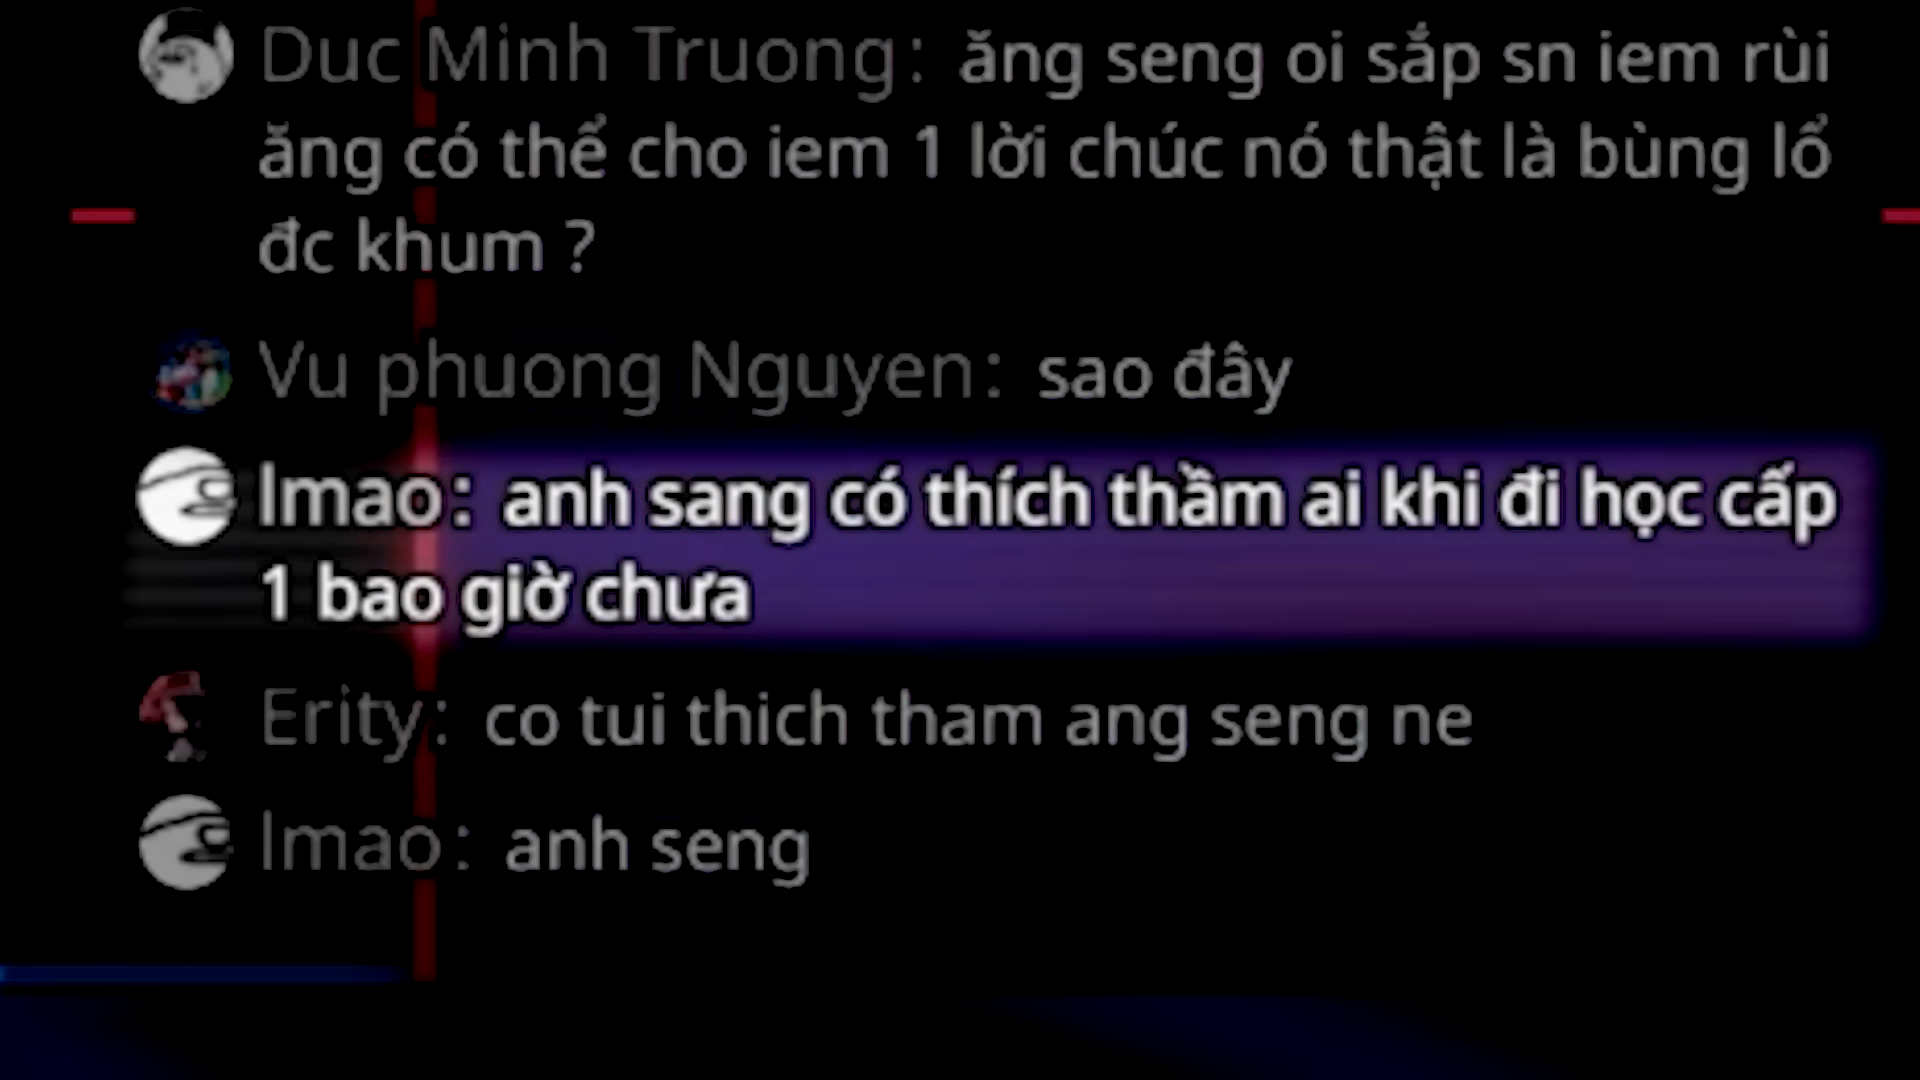 Duc Minh Truong: ăng seng oi sắp sn iem rùi
ăng có thể cho iem 1 lời chúc nó thật là bùng lổ
đc khum ?
Vu phuong Nguyen: sao đây
lmao: anh sang có thích thầm ai khi đi học cấp
1 bao giờ chưa
Erity: co tui thich tham ang seng ne
lmao: anh seng